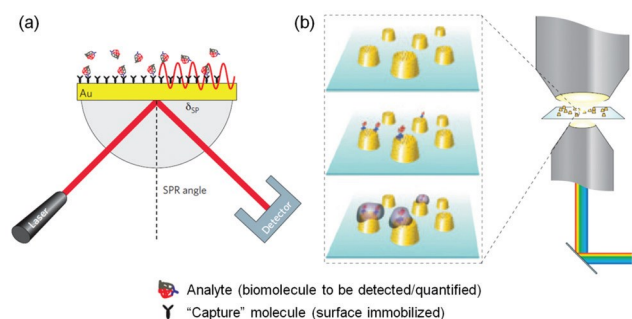 (a)
(b)
Au
δSP
SPR angle
Laser
Detector
Analyte (biomolecule to be detected/quantified)
"Capture" molecule (surface immobilized)